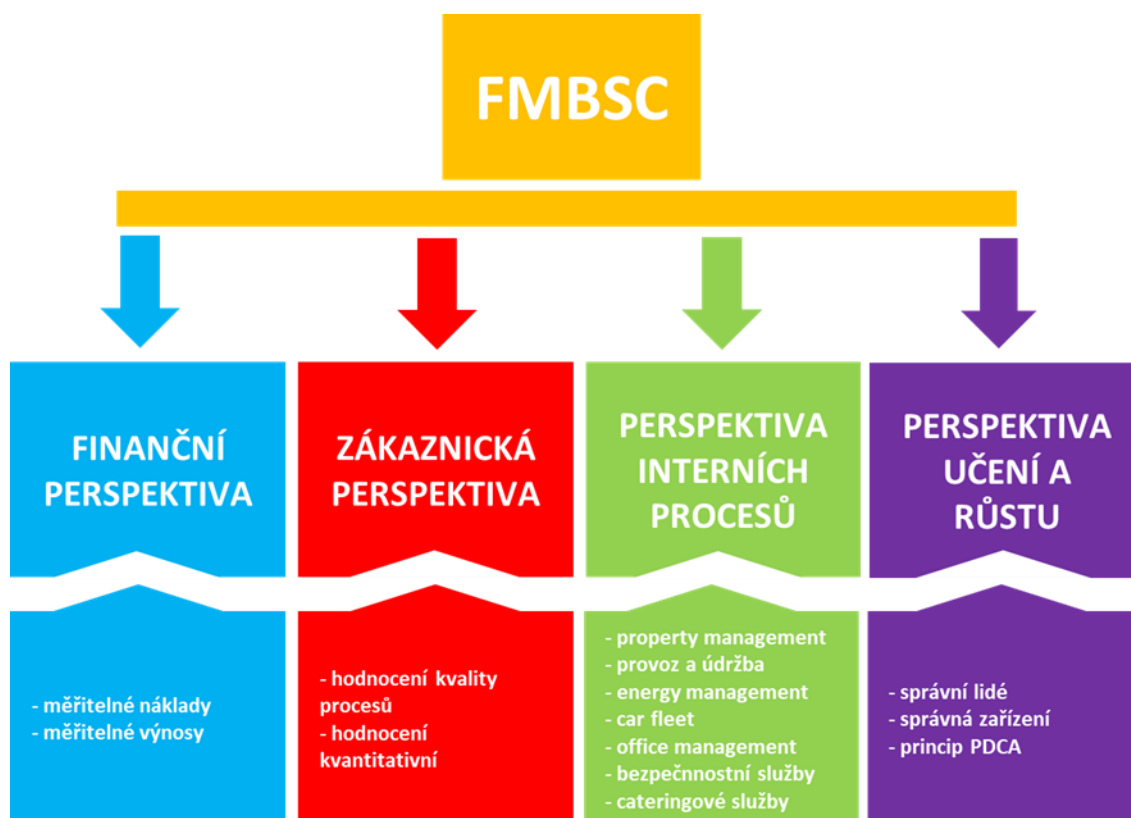 FMBSC
FINANČNÍ
PERSPEKTIVA
ZÁKAZNICKÁ
PERSPEKTIVA
PERSPEKTIVA
INTERNÍCH
PROCESŮ
PERSPEKTIVA
UČENÍ A
RŮSTU
- měřitelné náklady
- měřitelné výnosy
- hodnocení kvality
procesů
- hodnocení
kvantitativní
- property management
- provoz a údržba
- energy management
- car fleet
- office management
- bezpečnnostní služby
- cateringové služby
- správní lidé
- správná zařízení
- princip PDCA